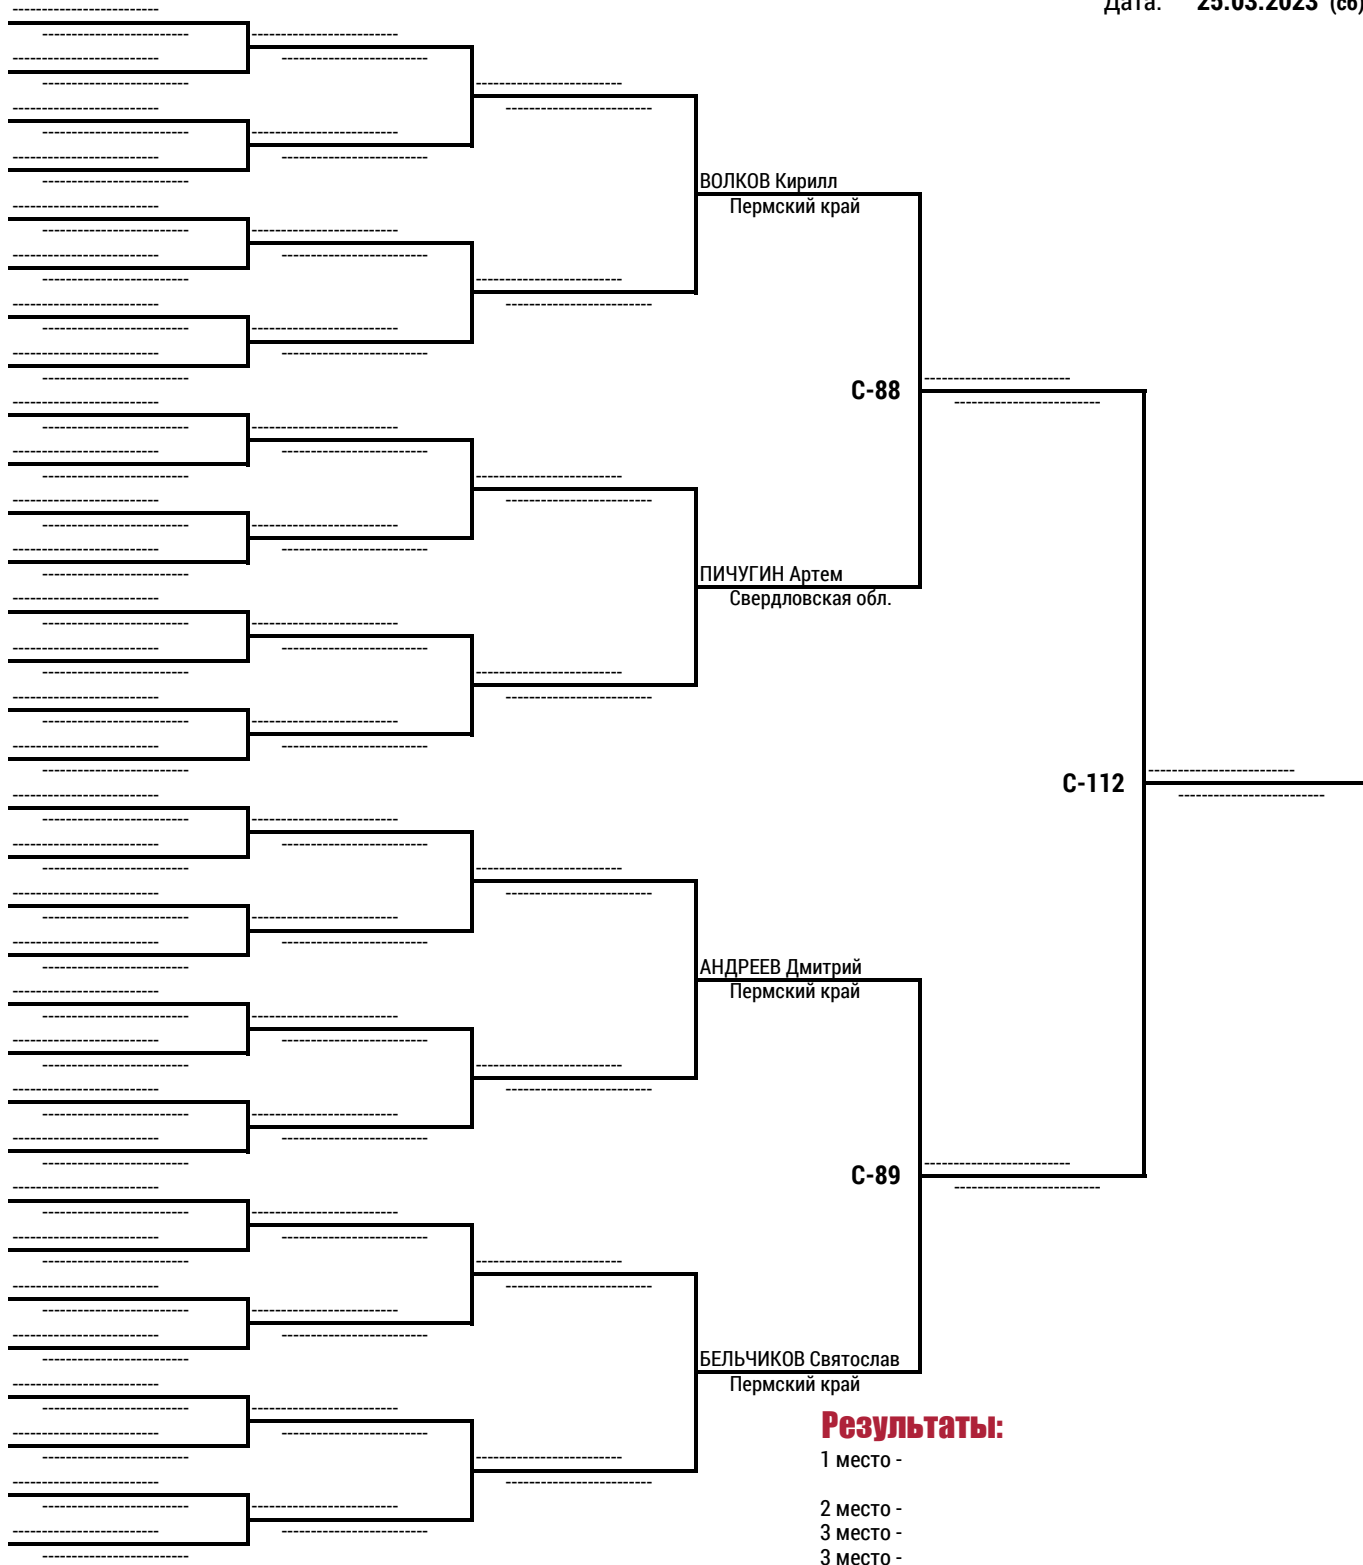 Дата: 25.03.2023 (сб)
ВОЛКОВ Кирилл
Пермский край
С-88
ПИЧУГИН Артем
Свердловская обл.
С-112
АНДРЕЕВ Дмитрий
Пермский край
С-89
БЕЛЬЧИКОВ Святослав
Пермский край
Результаты:
1 место -
2 место -
3 место -
3 место -